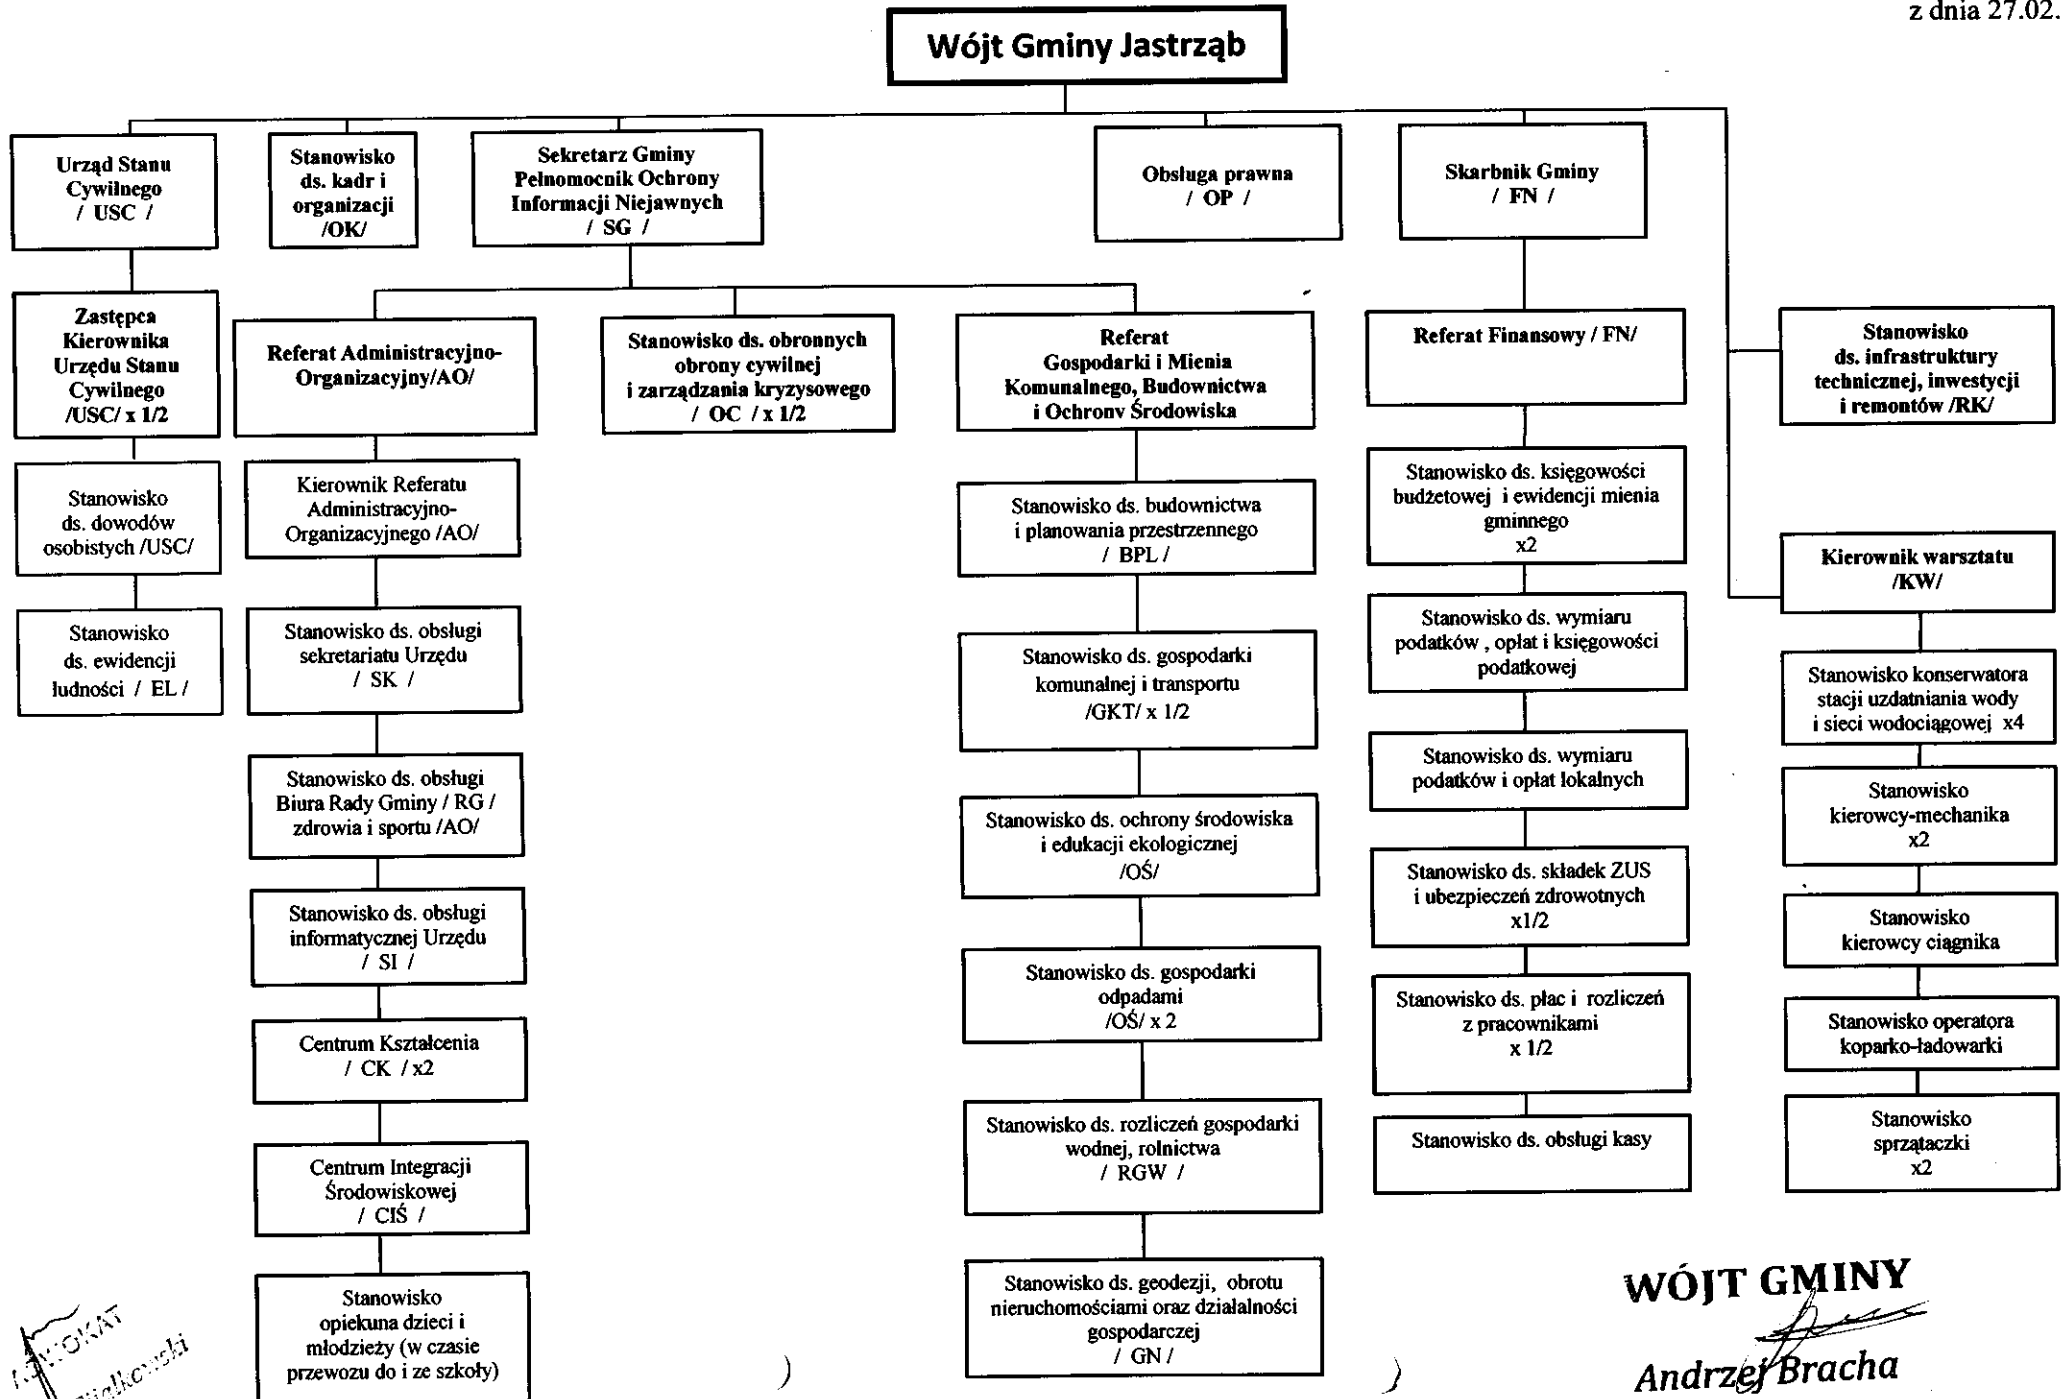 z dnia 27.02.
Wójt Gminy Jastrząb
Urząd Stanu
Cywilnego
/ USC /
Stanowisko
ds. kadr i
organizacji
/OK/
Sekretarz Gminy
Pełnomocnik Ochrony
Informacji Niejawnych
/ SG /
Obsługa prawna
/ OP /
Skarbnik Gminy
/ FN /
Zastępca
Kierownika
Urzędu Stanu
Cywilnego
/USC/ x 1/2
Referat Administracyjno-
Organizacyjny/AO/
Stanowisko ds. obronnych
obrony cywilnej
i zarządzania kryzysowego
/ OC / x 1/2
Referat
Gospodarki i Mienia
Komunalnego, Budownictwa
i Ochrony Środowiska
Referat Finansowy / FN/
Stanowisko
ds. infrastruktury
technicznej, inwestycji
i remontów /RK/
Stanowisko
ds. dowodów
osobistych /USC/
Stanowisko
ds. ewidencji
ludności / EL /
Kierownik Referatu
Administracyjno-
Organizacyjnego /AO/
Stanowisko ds. obsługi
sekretariatu Urzędu
/ SK /
Stanowisko ds. obsługi
Biura Rady Gminy / RG /
zdrowia i sportu /AO/
Stanowisko ds. obsługi
informatycznej Urzędu
/ SI /
Centrum Kształcenia
/ CK / x2
Centrum Integracji
Środowiskowej
/ CIŚ /
Stanowisko
opiekuna dzieci i
młodzieży (w czasie
przewozu do i ze szkoły)
Stanowisko ds. budownictwa
i planowania przestrzennego
/ BPL /
Stanowisko ds. gospodarki
komunalnej i transportu
/GKT/ x 1/2
Stanowisko ds. ochrony środowiska
i edukacji ekologicznej
/OŚ/
Stanowisko ds. gospodarki
odpadami
/OŚ/ x 2
Stanowisko ds. rozliczeń gospodarki
wodnej, rolnictwa
/ RGW /
Stanowisko ds. geodezji, obrotu
nieruchomościami oraz działalności
gospodarczej
/ GN /
Stanowisko ds. księgowości
budżetowej i ewidencji mienia
gminnego
x2
Stanowisko ds. wymiaru
podatków , opłat i księgowości
podatkowej
Stanowisko ds. wymiaru
podatków i opłat lokalnych
Stanowisko ds. składek ZUS
i ubezpieczeń zdrowotnych
x1/2
Stanowisko ds. płac i rozliczeń
z pracownikami
x 1/2
Stanowisko ds. obsługi kasy
Kierownik warsztatu
/KW/
Stanowisko konserwatora
stacji uzdatniania wody
i sieci wodociągowej x4
Stanowisko
kierowcy-mechanika
x2
Stanowisko
kierowcy ciągnika
Stanowisko operatora
koparko-ładowarki
Stanowisko
sprzątaczki
x2
WÓJT GMINY
Andrzej Bracha
ADWOKAT